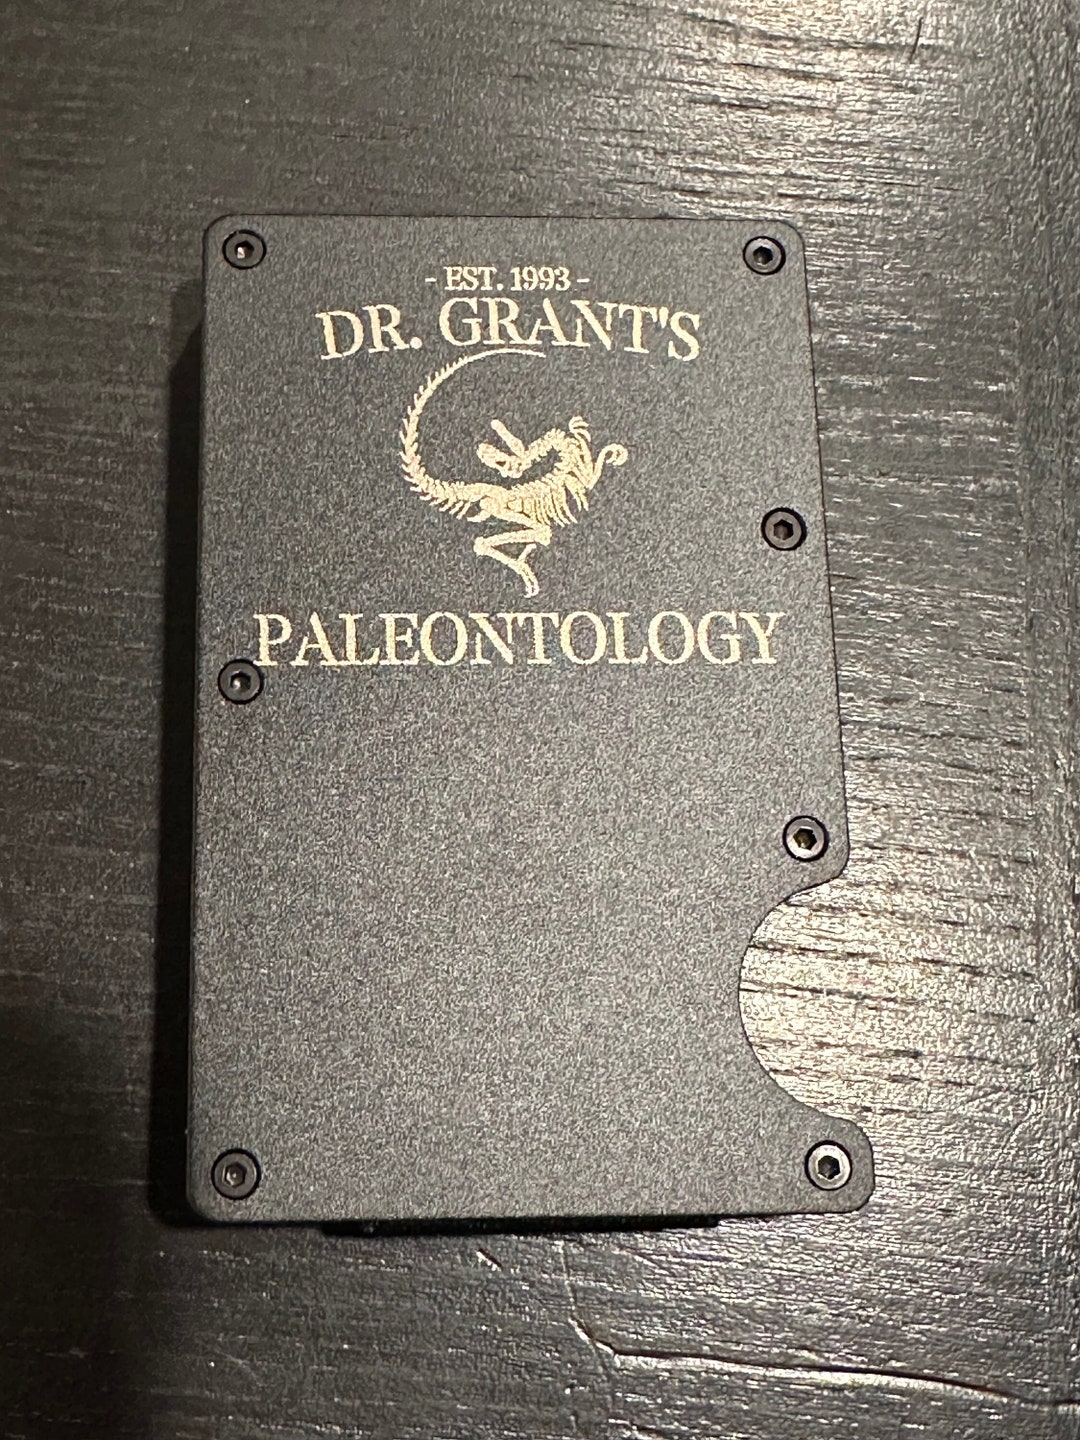 - EST. 1993 -
DR. GRANT'S
PALEONTOLOGY